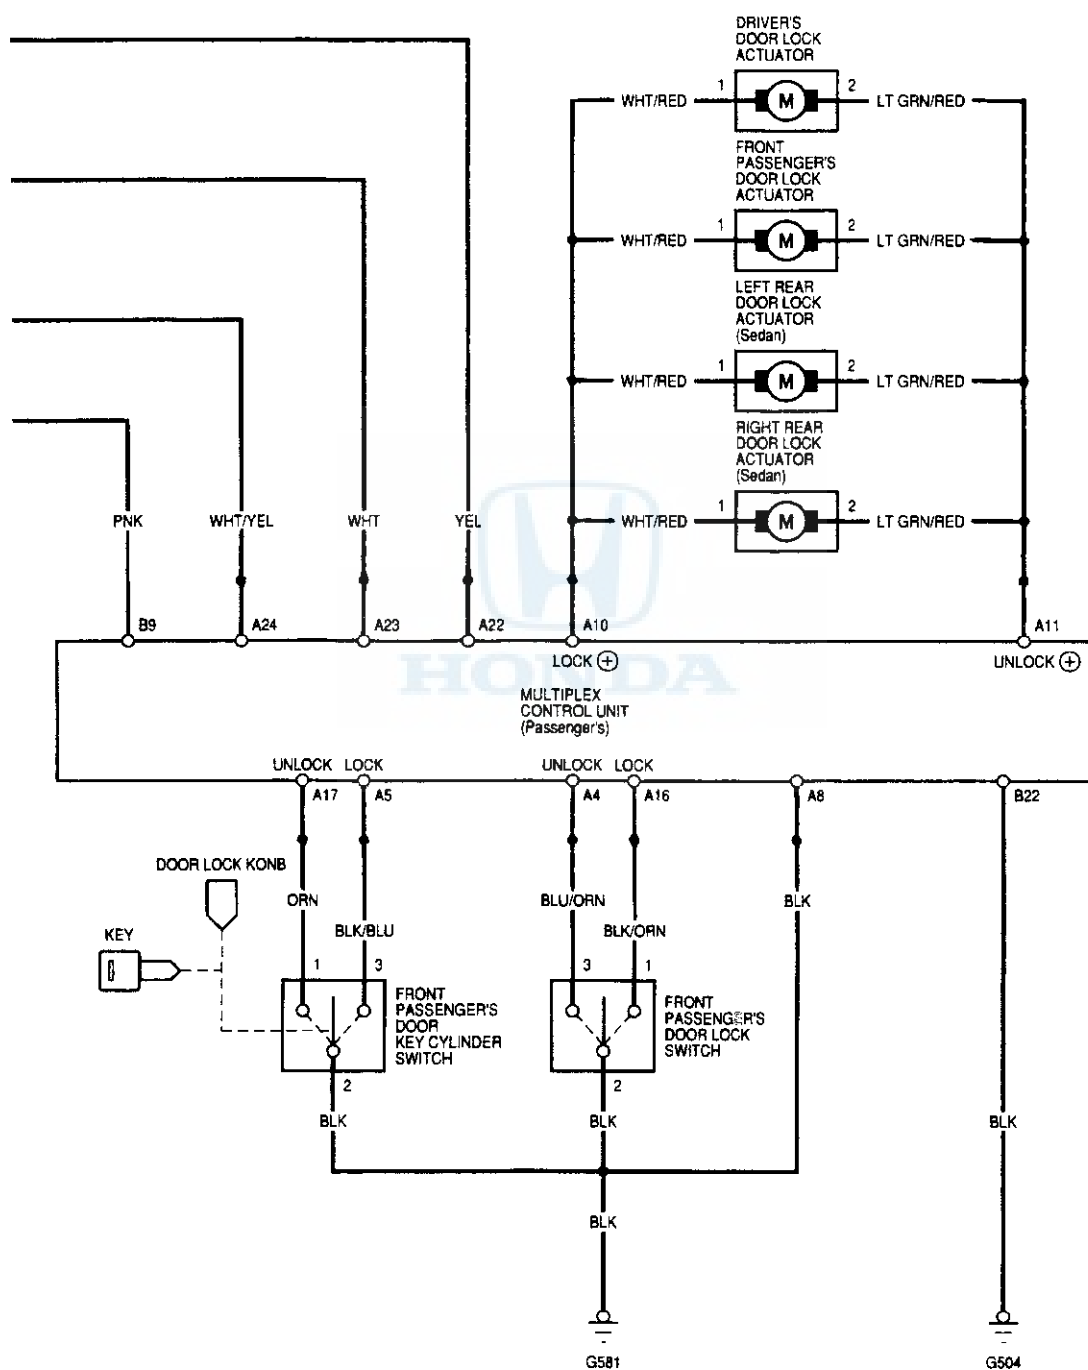 DRIVER'S
DOOR LOCK
ACTUATOR
1
2
WHT/RED
M
LT GRN/RED
FRONT
PASSENGER'S
DOOR LOCK
ACTUATOR
1
2
WHT/RED
M
LT GRN/RED
LEFT REAR
DOOR LOCK
ACTUATOR
(Sedan)
1
2
WHT/RED
M
LT GRN/RED
RIGHT REAR
DOOR LOCK
ACTUATOR
(Sedan)
1
2
PNK
WHT/YEL
WHT
YEL
WHT/RED
M
LT GRN/RED
B9
A24
A23
A22
A10
A11
LOCK +
UNLOCK +
HONDA
MULTIPLEX
CONTROL UNIT
(Passenger's)
UNLOCK LOCK
UNLOCK LOCK
A17
A5
A4
A16
A8
B22
DOOR LOCK KONB
ORN
BLU/ORN
BLK
KEY
BLK/BLU
BLK/ORN
1
3
3
1
FRONT
PASSENGER'S
DOOR
KEY CYLINDER
SWITCH
FRONT
PASSENGER'S
DOOR LOCK
SWITCH
2
2
BLK
BLK
BLK
BLK
G581
G504